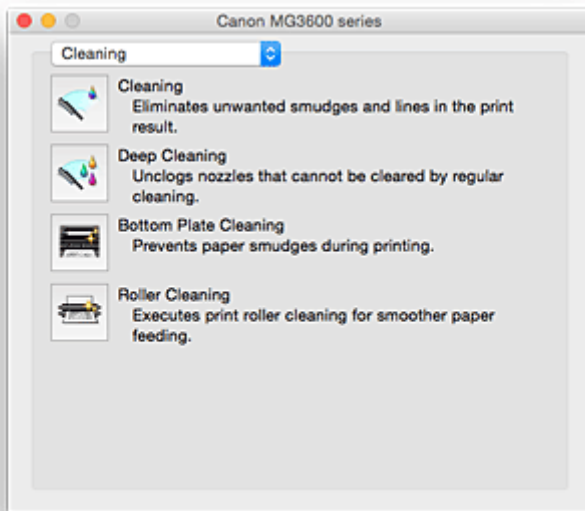 Canon MG3600 series
Cleaning
Cleaning
Eliminates unwanted smudges and lines in the print
result.
Deep Cleaning
Unclogs nozzles that cannot be cleared by regular
cleaning.
Bottom Plate Cleaning
Prevents paper smudges during printing.
Roller Cleaning
Executes print roller cleaning for smoother paper
feeding.